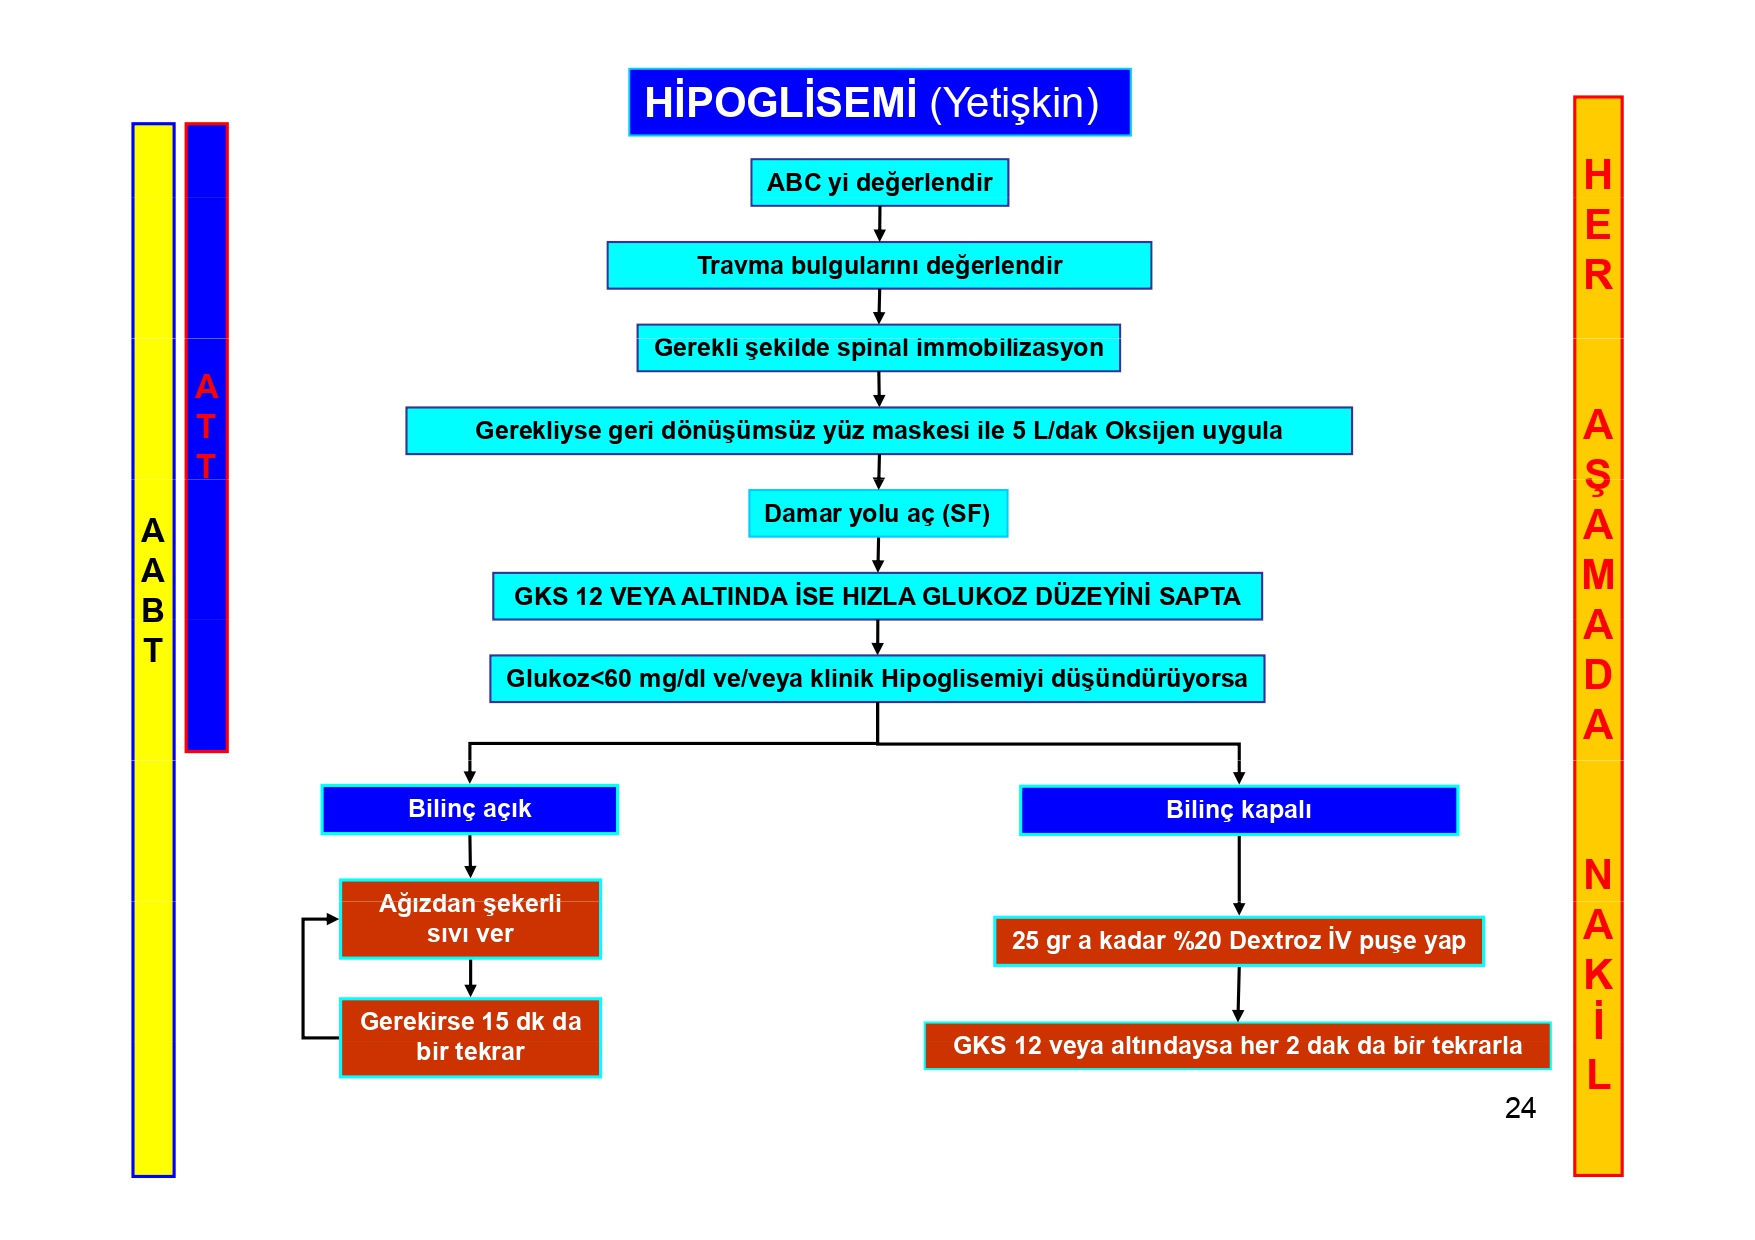 HİPOGLİSEMİ (Yetişkin)
ABC yi değerlendir
Travma bulgularını değerlendir
Gerekli şekilde spinal immobilizasyon
Gerekliyse geri dönüşümsüz yüz maskesi ile 5 L/dak Oksijen uygula
Damar yolu aç (SF)
GKS 12 VEYA ALTINDA İSE HIZLA GLUKOZ DÜZEYİNİ SAPTA
Glukoz<60 mg/dl ve/veya klinik Hipoglisemiyi düşündürüyorsa
Bilinç açık
Ağızdan şekerli
sıvı ver
Gerekirse 15 dk da
bir tekrar
Bilinç kapalı
25 gr a kadar %20 Dextroz İV puşe yap
GKS 12 veya altındaysa her 2 dak da bir tekrarla
AABT
ATT
HER AŞAMADA NAKİL
24